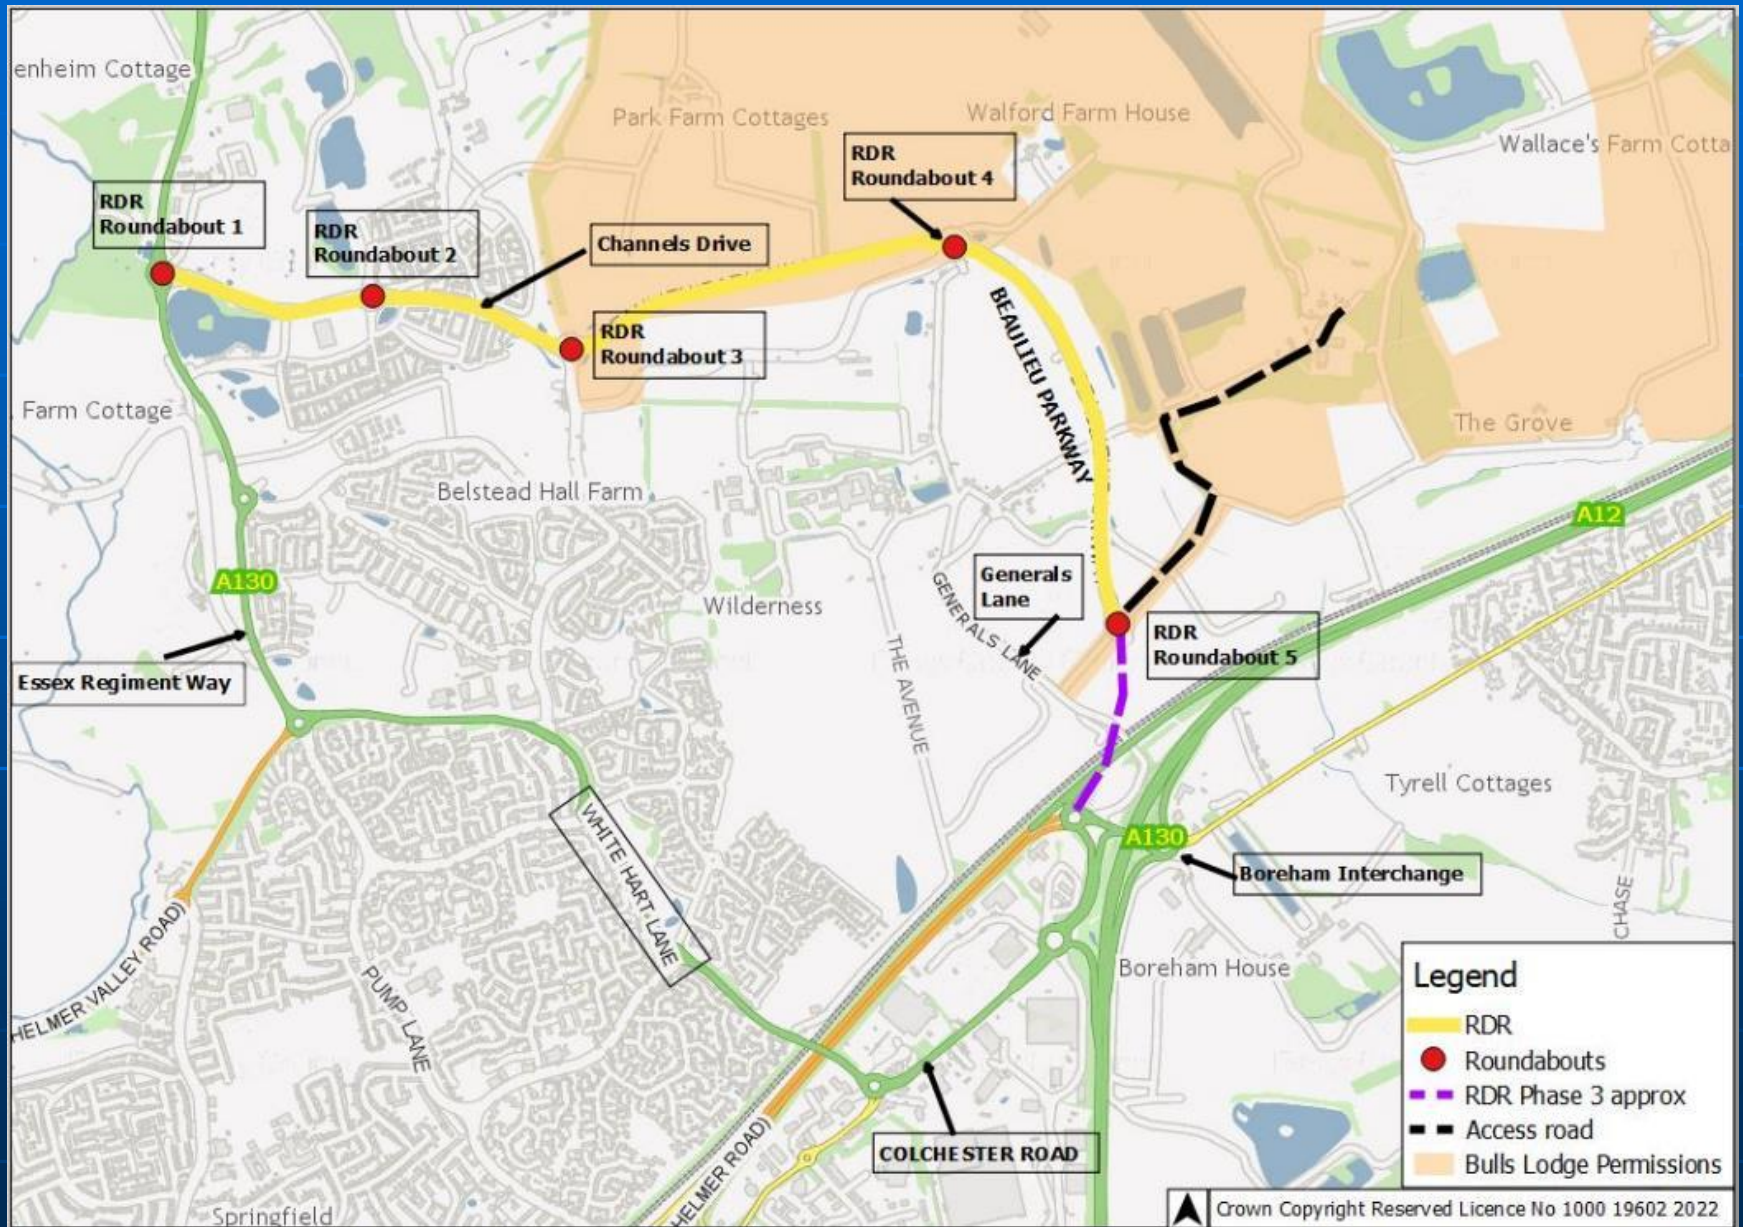 enheim Cottage
Park Farm Cottages
Walford Farm House
Wallace's Farm Cotta
RDR
Roundabout 4
RDR
Roundabout 1
RDR
Roundabout 2
Channels Drive
RDR
Roundabout 3
BEAULIEU PARKWAY
Farm Cottage
The Grove
Belstead Hall Farm
A12
A130
Generals
Lane
GENERALS LANE
Wilderness
RDR
Roundabout 5
THE AVENUE
Essex Regiment Way
Tyrell Cottages
WHITE HART LANE
A130
Boreham Interchange
CHASE
HELMER VALLEY ROAD)
PUMP LANE
Boreham House
Legend
RDR
Roundabouts
RDR Phase 3 approx
Access road
Bulls Lodge Permissions
COLCHESTER ROAD
HELMER ROAD)
Springfield
Crown Copyright Reserved Licence No 1000 19602 2022